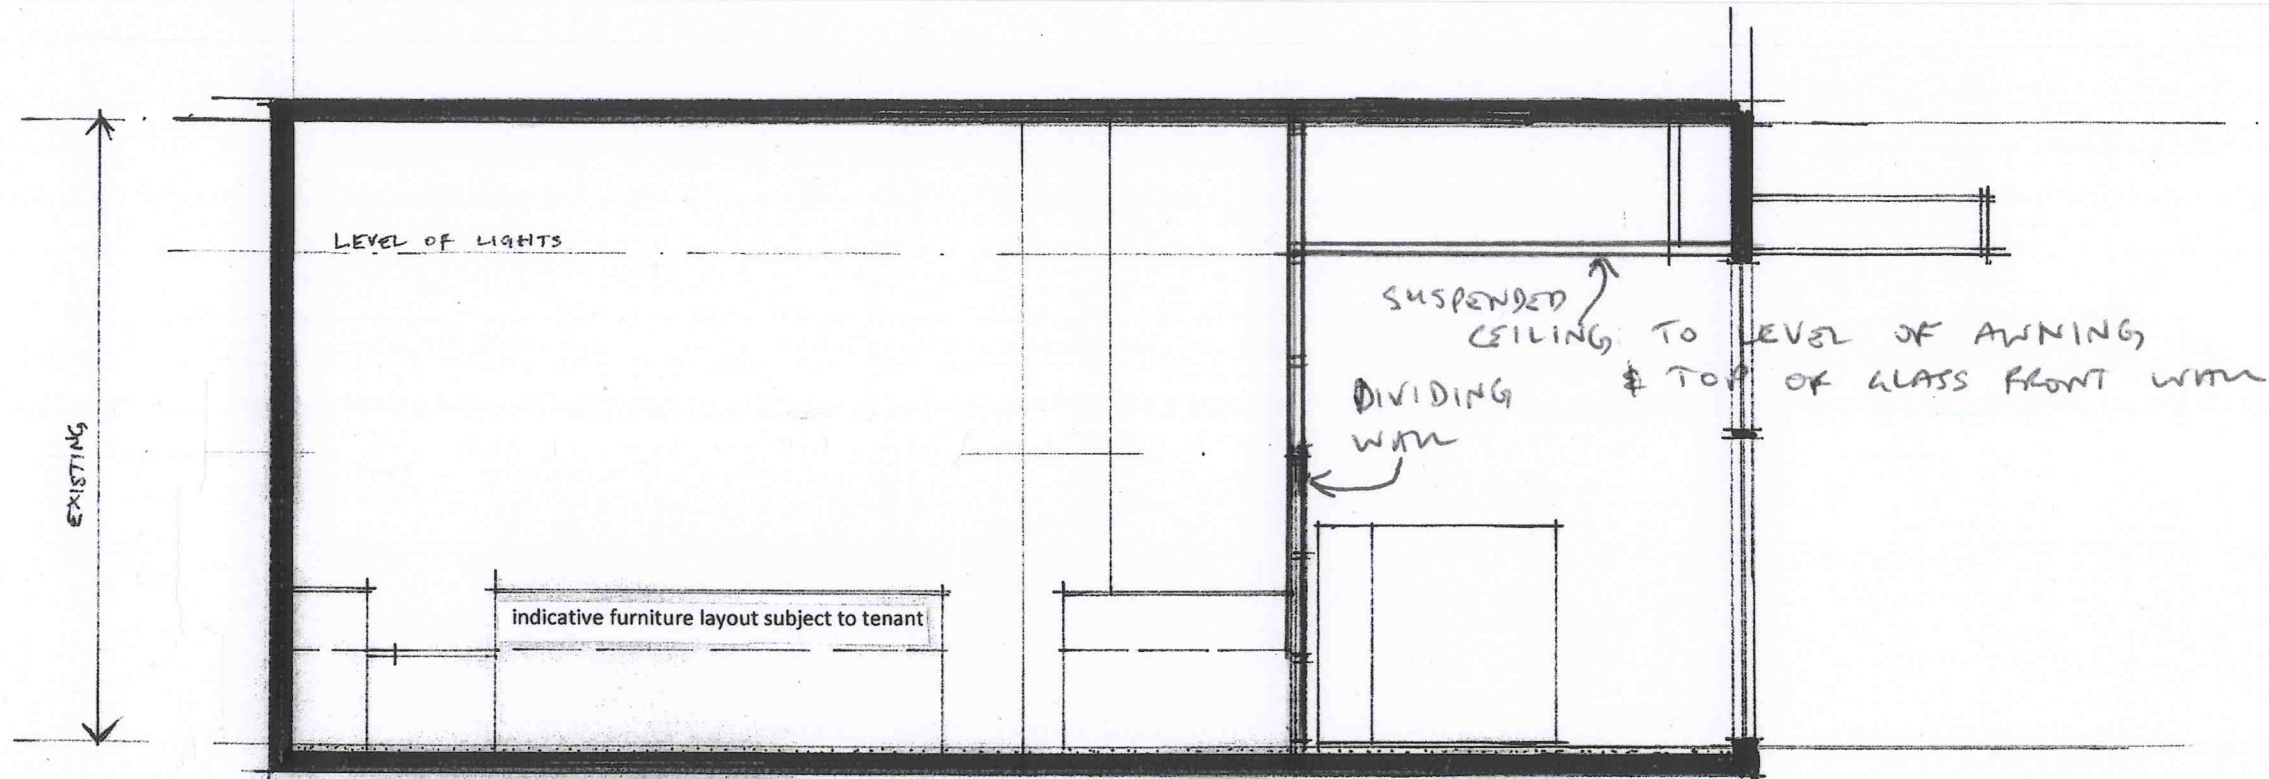 LEVEL OF LIGHTS
SUSPENDED
CEILING TO LEVEL OF AWNING
& TOP OF GLASS FRONT WALL
DIVIDING
WALL
EXISTING
indicative furniture layout subject to tenant